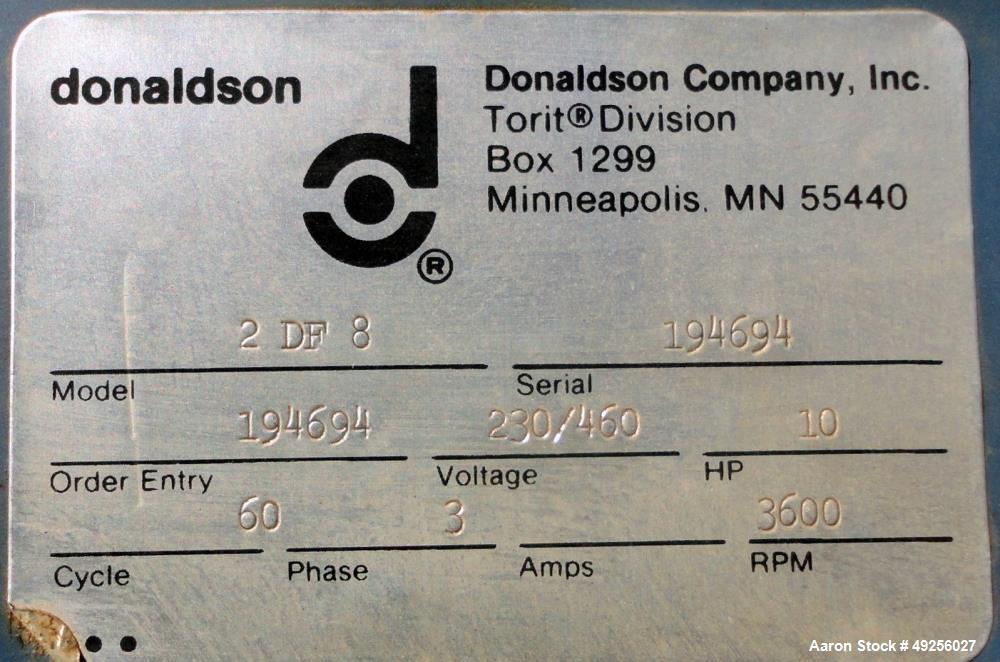 donaldson
Donaldson Company, Inc.
Torit® Division
Box 1299
Minneapolis, MN 55440
®
2 DF 8 194694
Model Serial
194694 230/460 10
Order Entry Voltage HP
60 3 3600
Cycle Phase Amps RPM
Aaron Stock # 49256027